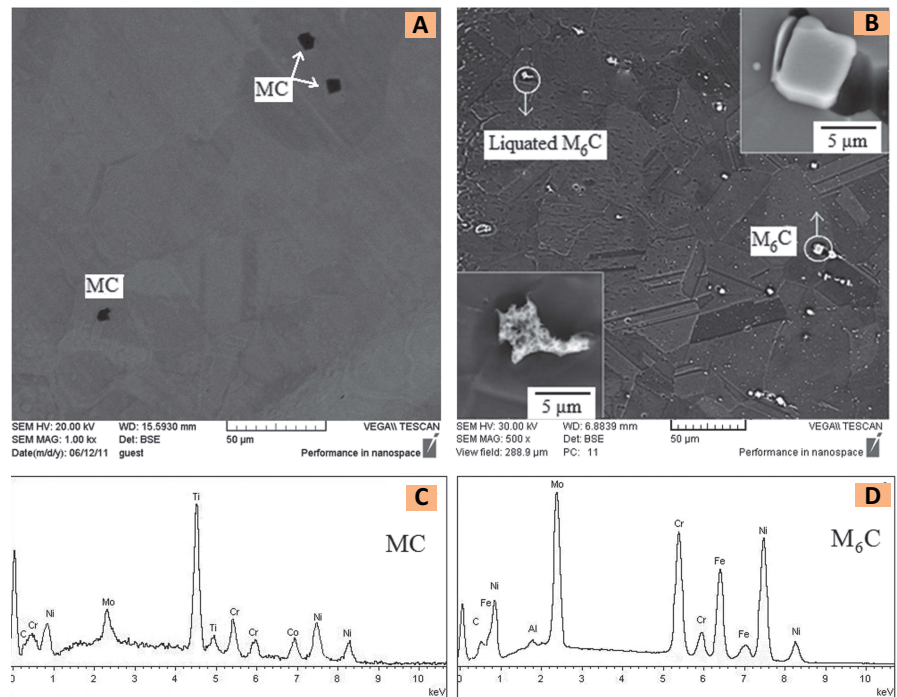 A
MC
MC
SEM HV: 20.00 kV WD: 15.5930 mm VEGA\\ TESCAN
SEM MAG: 1.00 kx Det: BSE 50 µm
Date(m/d/y): 06/12/11 guest Performance in nanospace
B
5 µm
Liquated M₆C
M₆C
5 µm
SEM HV: 30.00 kV WD: 6.8839 mm VEGA\\ TESCAN
SEM MAG: 500 x Det: BSE 50 µm
View field: 288.9 µm PC: 11 Performance in nanospace
C
MC
C Cr Ni Mo Ti Ti Cr Cr Co Ni Ni
0 1 2 3 4 5 6 7 8 9 10
keV
D
M₆C
C Fe Ni Al Mo Cr Cr Fe Fe Ni Ni
0 1 2 3 4 5 6 7 8 9 10
keV